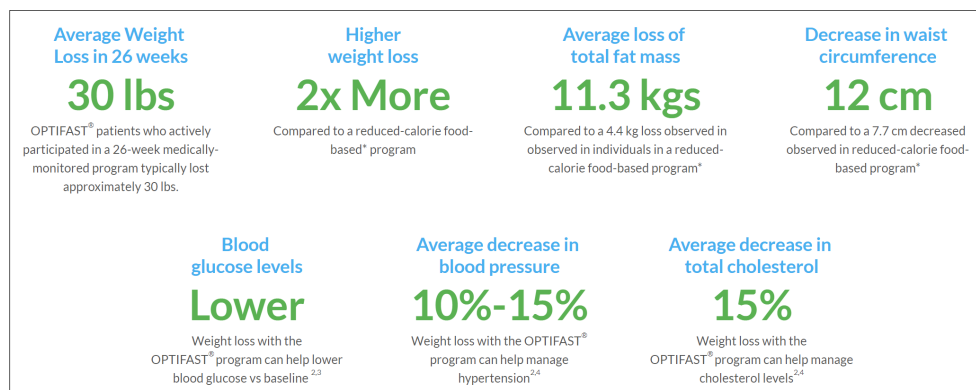 Average Weight
Loss in 26 weeks
30 lbs
OPTIFAST® patients who actively
participated in a 26-week medically-
monitored program typically lost
approximately 30 lbs.
Higher
weight loss
2x More
Compared to a reduced-calorie food-
based* program
Average loss of
total fat mass
11.3 kgs
Compared to a 4.4 kg loss observed in
observed in individuals in a reduced-
calorie food-based program*
Decrease in waist
circumference
12 cm
Compared to a 7.7 cm decreased
observed in reduced-calorie food-
based program*
Blood
glucose levels
Lower
Weight loss with the
OPTIFAST® program can help lower
blood glucose vs baseline 2,3
Average decrease in
blood pressure
10%-15%
Weight loss with the OPTIFAST®
program can help manage
hypertension2,4
Average decrease in
total cholesterol
15%
Weight loss with the
OPTIFAST® program can help manage
cholesterol levels2,4